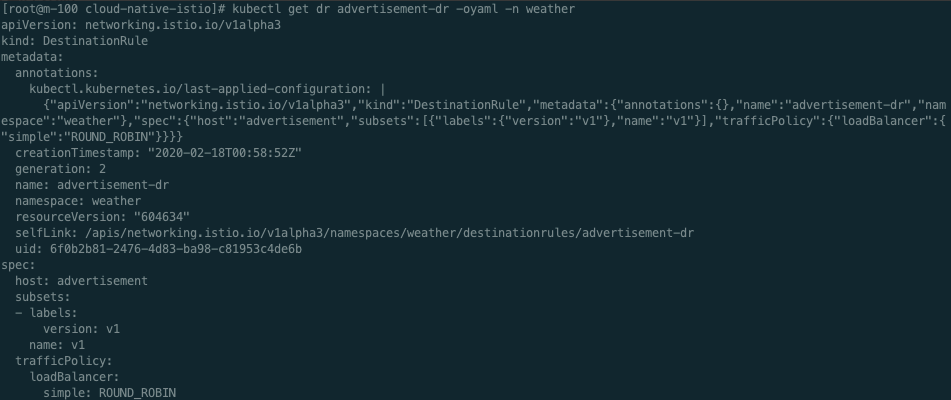 [root@m-100 cloud-native-istio]# kubectl get dr advertisement-dr -oyaml -n weather
apiVersion: networking.istio.io/v1alpha3
kind: DestinationRule
metadata:
  annotations:
    kubectl.kubernetes.io/last-applied-configuration: |
      {"apiVersion":"networking.istio.io/v1alpha3","kind":"DestinationRule","metadata":{"annotations":{},"name":"advertisement-dr","nam
espace":"weather"},"spec":{"host":"advertisement","subsets":[{"labels":{"version":"v1"},"name":"v1"}],"trafficPolicy":{"loadBalancer":{
"simple":"ROUND_ROBIN"}}}}
  creationTimestamp: "2020-02-18T00:58:52Z"
  generation: 2
  name: advertisement-dr
  namespace: weather
  resourceVersion: "604634"
  selfLink: /apis/networking.istio.io/v1alpha3/namespaces/weather/destinationrules/advertisement-dr
  uid: 6f0b2b81-2476-4d83-ba98-c81953c4de6b
spec:
  host: advertisement
  subsets:
  - labels:
      version: v1
    name: v1
  trafficPolicy:
    loadBalancer:
      simple: ROUND_ROBIN